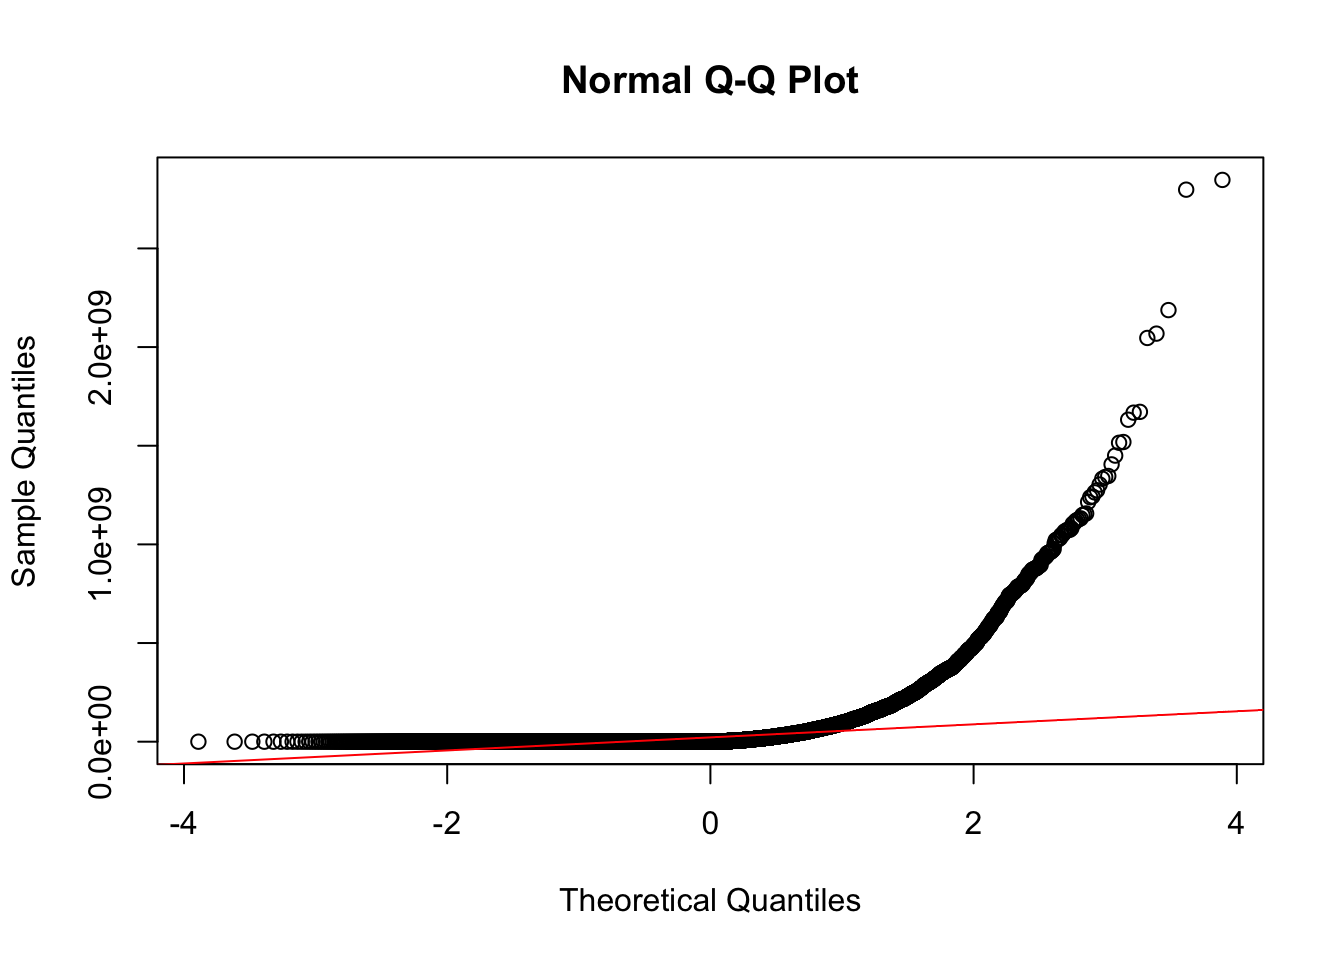 Normal Q-Q Plot
Sample Quantiles
2.0e+09
1.0e+09
0.0e+00
-4 -2 0 2 4
Theoretical Quantiles